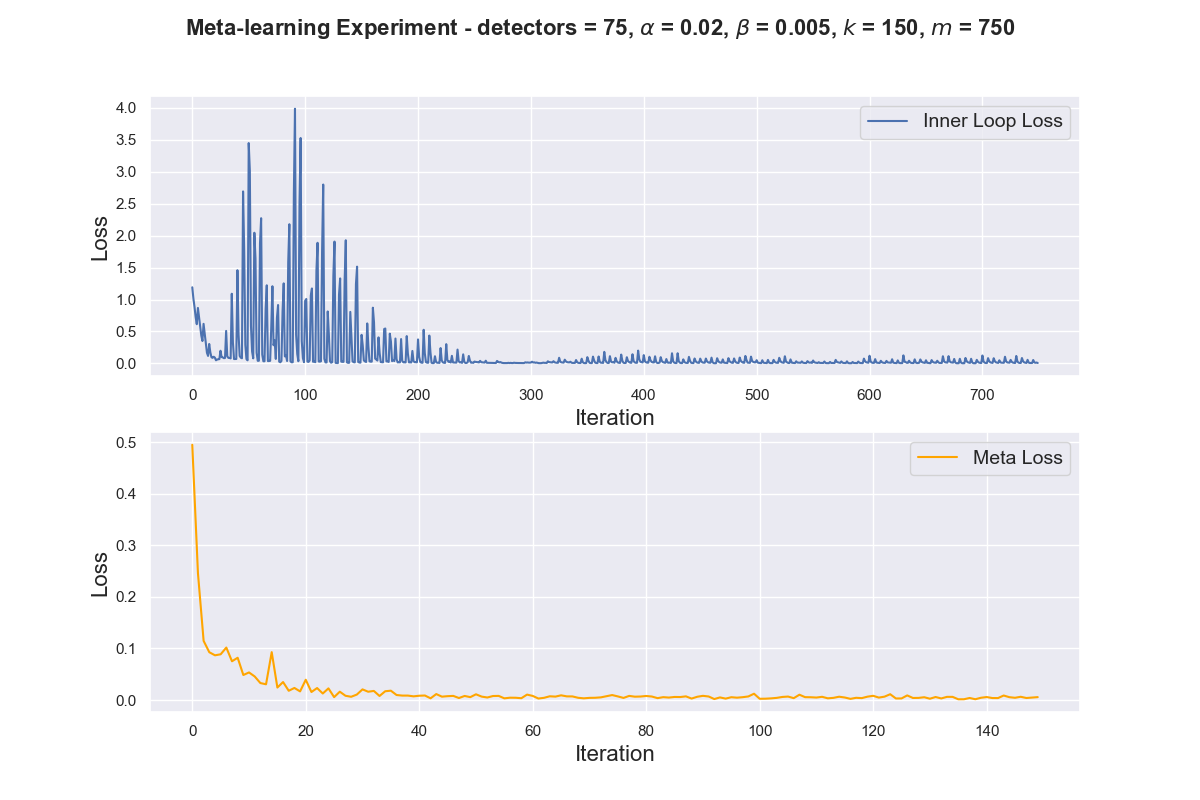 Meta-learning Experiment - detectors = 75, α = 0.02, β = 0.005, k = 150, m = 750
4.0
3.5
3.0
2.5
2.0
1.5
1.0
0.5
0.0
Loss
Inner Loop Loss
0 100 200 300 400 500 600 700
Iteration
0.5
0.4
0.3
0.2
0.1
0.0
Loss
Meta Loss
0 20 40 60 80 100 120 140
Iteration